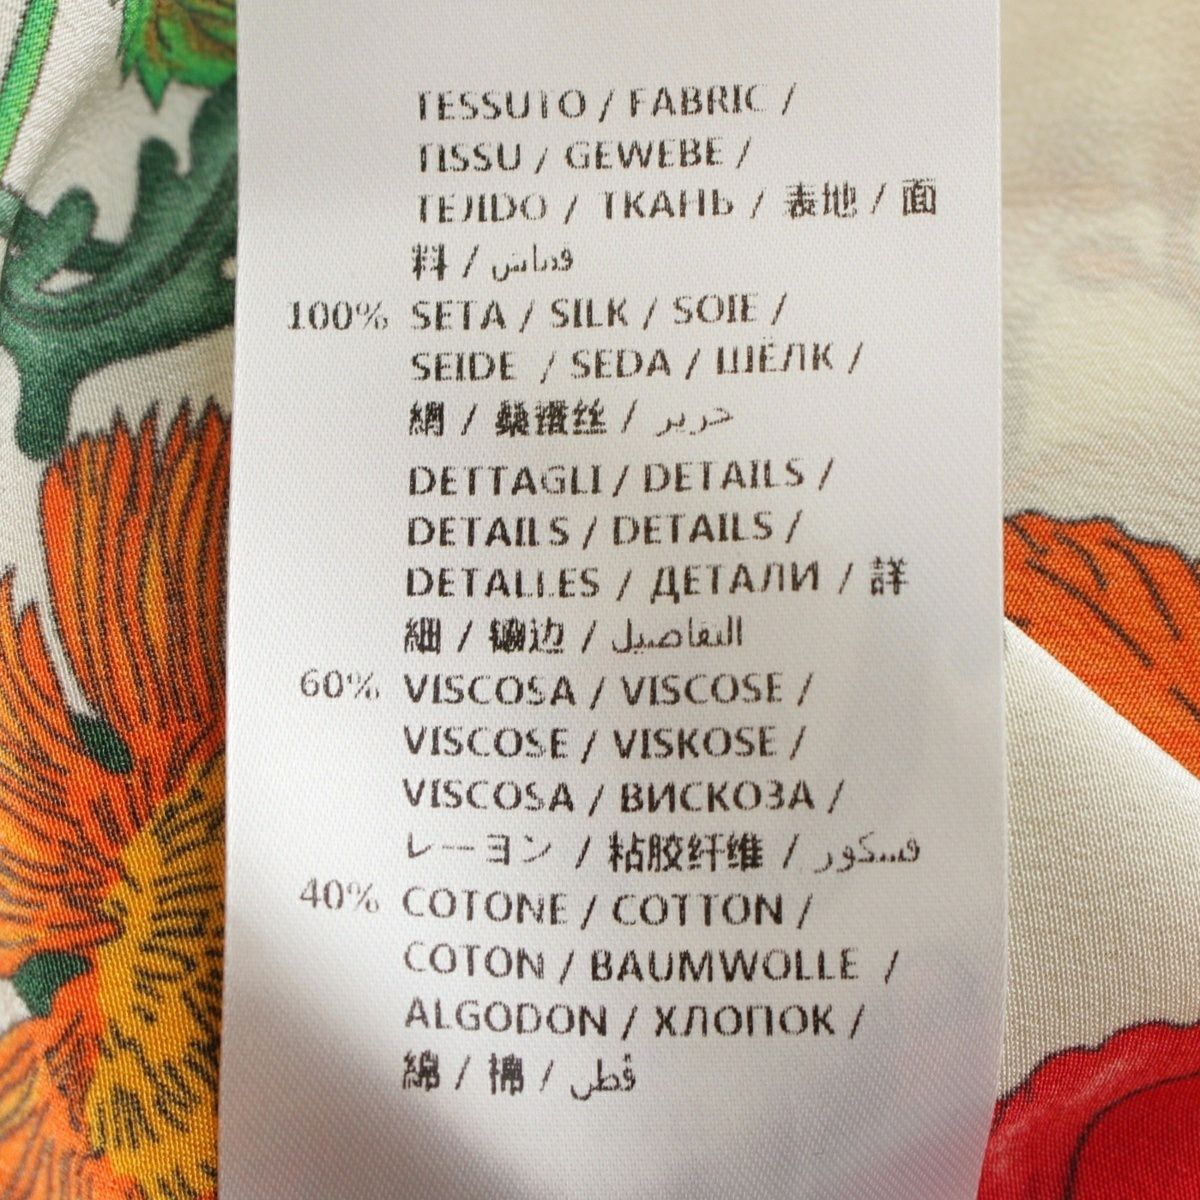 TESSUTO / FABRIC /
TISSU / GEWEBE /
TEJIDO / ТКАНЬ / 表地 / 面
料 / قماش
100% SETA / SILK / SOIE /
SEIDE / SEDA / ШЁЛК /
絹 / 桑蚕丝 / حرير
DETTAGLI / DETAILS /
DETAILS / DETAILS /
DETALLES / ДЕТАЛИ / 詳
細 / 镶边 / التفاصيل
60% VISCOSA / VISCOSE /
VISCOSE / VISKOSE /
VISCOSA / ВИСКОЗА /
レーヨン / 粘胶纤维 / فسكور
40% COTONE / COTTON /
COTON / BAUMWOLLE /
ALGODON / ХЛОПОК /
綿 / 棉 / قطن